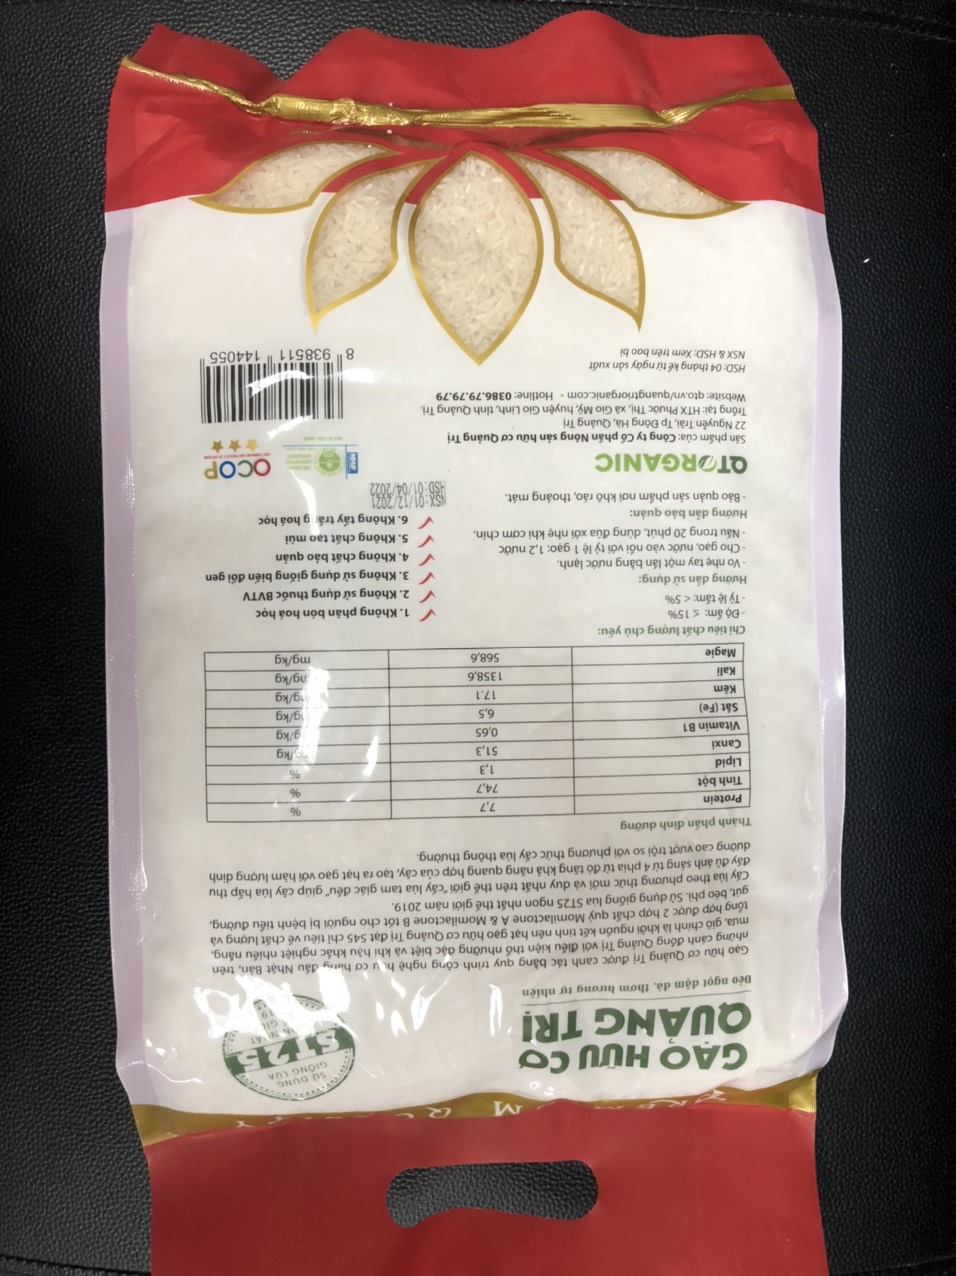 PREMIUM QUALITY
GẠO HỮU CƠ
QUẢNG TRỊ
Dẻo ngọt đậm đà, thơm hương tự nhiên
SỬ DỤNG
GIỐNG LÚA
ST25
Gạo hữu cơ Quảng Trị được canh tác bằng quy trình công nghệ hữu cơ hàng đầu Nhật Bản, trên
những cánh đồng Quảng Trị với điều kiện thổ nhưỡng đặc biệt và khí hậu khắc nghiệt nhiều nắng,
mưa, gió chính là khởi nguồn kết tinh nên hạt gạo hữu cơ Quảng Trị đạt 545 chỉ tiêu về chất lượng và
tổng hợp được 2 hợp chất quý Momilactone A & Momilactone B tốt cho người bị bệnh tiểu đường,
gút, béo phì. Sử dụng giống lúa ST25 ngon nhất thế giới năm 2019.
Cấy lúa theo phương thức mới và duy nhất trên thế giới "cấy lúa tam giác đều" giúp cây lúa hấp thu
đầy đủ ánh sáng từ 4 phía từ đó tăng khả năng quang hợp của cây, tạo ra hạt gạo với hàm lượng dinh
dưỡng cao vượt trội so với phương thức cấy lúa thông thường.
Thành phần dinh dưỡng
Protein 7,7 %
Tinh bột 74,7 %
Lipid 1,3 %
Canxi 51,3 mg/kg
Vitamin B1 0,65 mg/kg
Sắt (Fe) 6,5 mg/kg
Kẽm 17.1 mg/kg
Kali 1358,6 mg/kg
Magie 568,6 mg/kg
Chỉ tiêu chất lượng chủ yếu:
- Độ ẩm: ≤ 15%
- Tỷ lệ tấm: < 5%
Hướng dẫn sử dụng:
- Vo nhẹ tay một lần bằng nước lạnh.
- Cho gạo, nước vào nồi với tỷ lệ 1 gạo: 1,2 nước
- Nấu trong 20 phút, dùng đũa xới nhẹ khi cơm chín.
Hướng dẫn bảo quản:
- Bảo quản sản phẩm nơi khô ráo, thoáng mát.
1. Không phân bón hoá học
2. Không sử dụng thuốc BVTV
3. Không sử dụng giống biến đổi gen
4. Không chất bảo quản
5. Không chất tạo mùi
6. Không tẩy trắng hoá học
NSX:01/12/2021
HSD:01/04/2022
QTORGANIC
Sản phẩm của: Công ty Cổ phần Nông sản hữu cơ Quảng Trị
22 Nguyễn Trãi, Tp Đông Hà, Quảng Trị
Trồng tại: HTX Phước Thị, xã Gio Mỹ, huyện Gio Linh, tỉnh Quảng Trị.
Website: qto.vn/quangtriorganic.com • Hotline: 0386.79.79.79
HSD: 04 tháng kể từ ngày sản xuất
NSX & HSD: Xem trên bao bì
OCOP
8 938511 144055